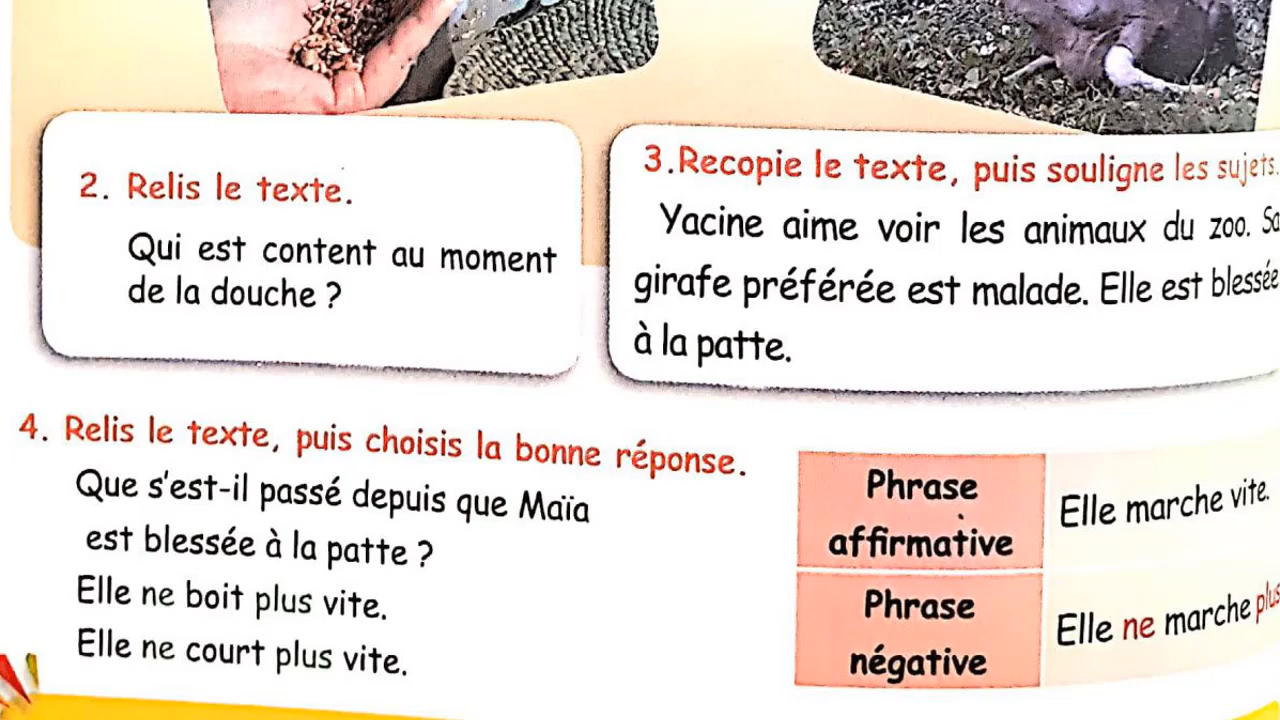 2. Relis le texte.
Qui est content au moment
de la douche ?
3.Recopie le texte, puis souligne les sujets.
Yacine aime voir les animaux du zoo.
girafe préférée est malade. Elle est blessée
à la patte.
4. Relis le texte, puis choisis la bonne réponse.
Que s'est-il passé depuis que Maïa
est blessée à la patte ?
Elle ne boit plus vite.
Elle ne court plus vite.
Phrase
affirmative
Elle marche vite.
Phrase
négative
Elle ne marche plus